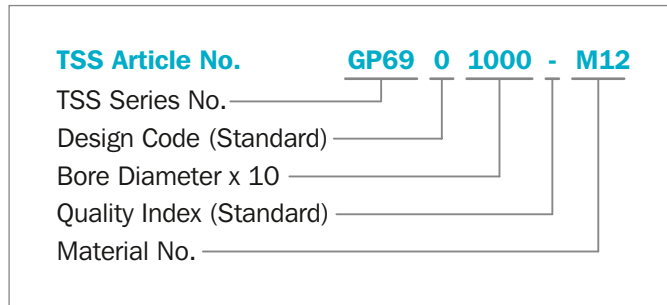 TSS Article No. GP69 0 1000 - M12
TSS Series No.
Design Code (Standard)
Bore Diameter x 10
Quality Index (Standard)
Material No.